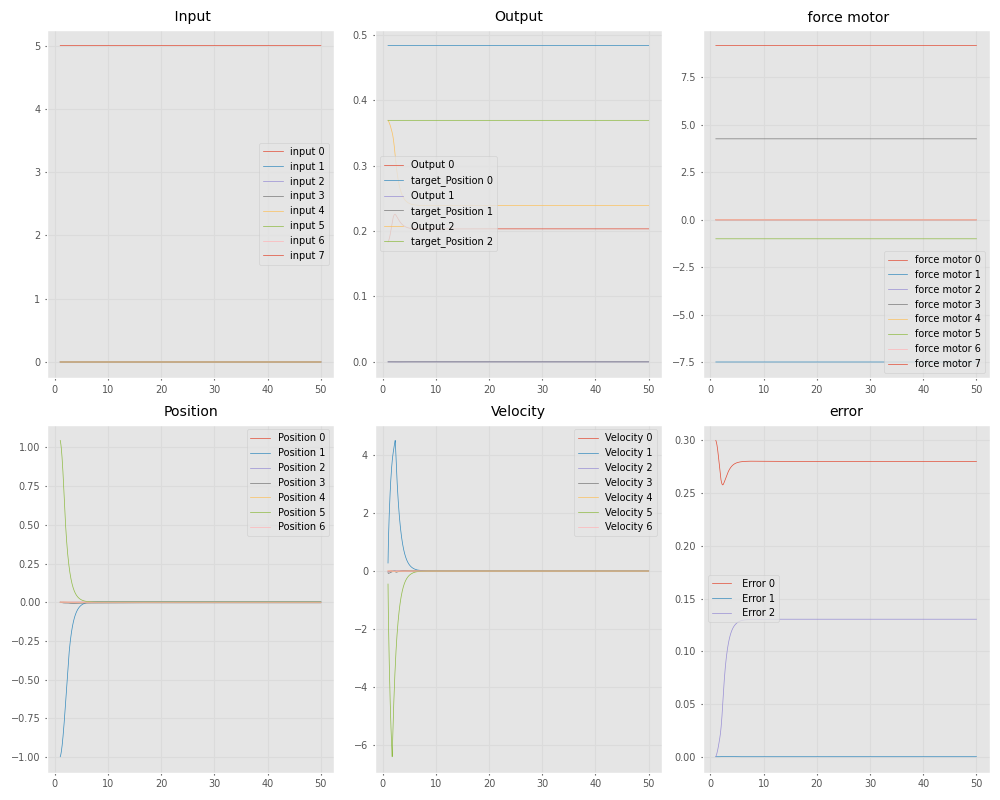 Input
5
4
3
2
1
0
input 0
input 1
input 2
input 3
input 4
input 5
input 6
input 7
0 10 20 30 40 50
Output
0.5
0.4
0.3
0.2
0.1
0.0
Output 0
target_Position 0
Output 1
target_Position 1
Output 2
target_Position 2
0 10 20 30 40 50
force motor
7.5
5.0
2.5
0.0
−2.5
−5.0
−7.5
force motor 0
force motor 1
force motor 2
force motor 3
force motor 4
force motor 5
force motor 6
force motor 7
0 10 20 30 40 50
Position
1.00
0.75
0.50
0.25
0.00
−0.25
−0.50
−0.75
−1.00
Position 0
Position 1
Position 2
Position 3
Position 4
Position 5
Position 6
0 10 20 30 40 50
Velocity
4
2
0
−2
−4
−6
Velocity 0
Velocity 1
Velocity 2
Velocity 3
Velocity 4
Velocity 5
Velocity 6
0 10 20 30 40 50
error
0.30
0.25
0.20
0.15
0.10
0.05
0.00
Error 0
Error 1
Error 2
0 10 20 30 40 50